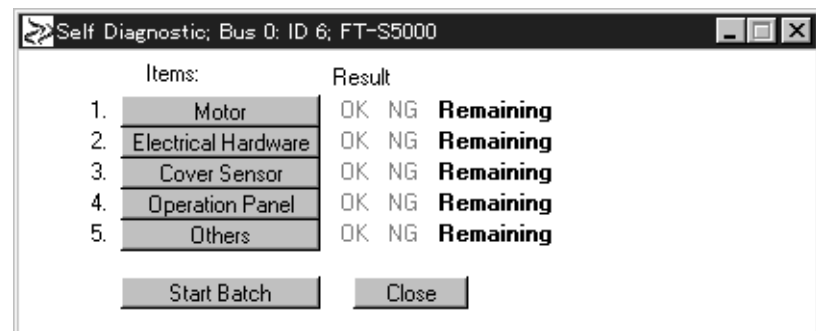 Self Diagnostic; Bus 0: ID 6; FT-S5000
Items: Result
1. Motor OK NG Remaining
2. Electrical Hardware OK NG Remaining
3. Cover Sensor OK NG Remaining
4. Operation Panel OK NG Remaining
5. Others OK NG Remaining
Start Batch Close